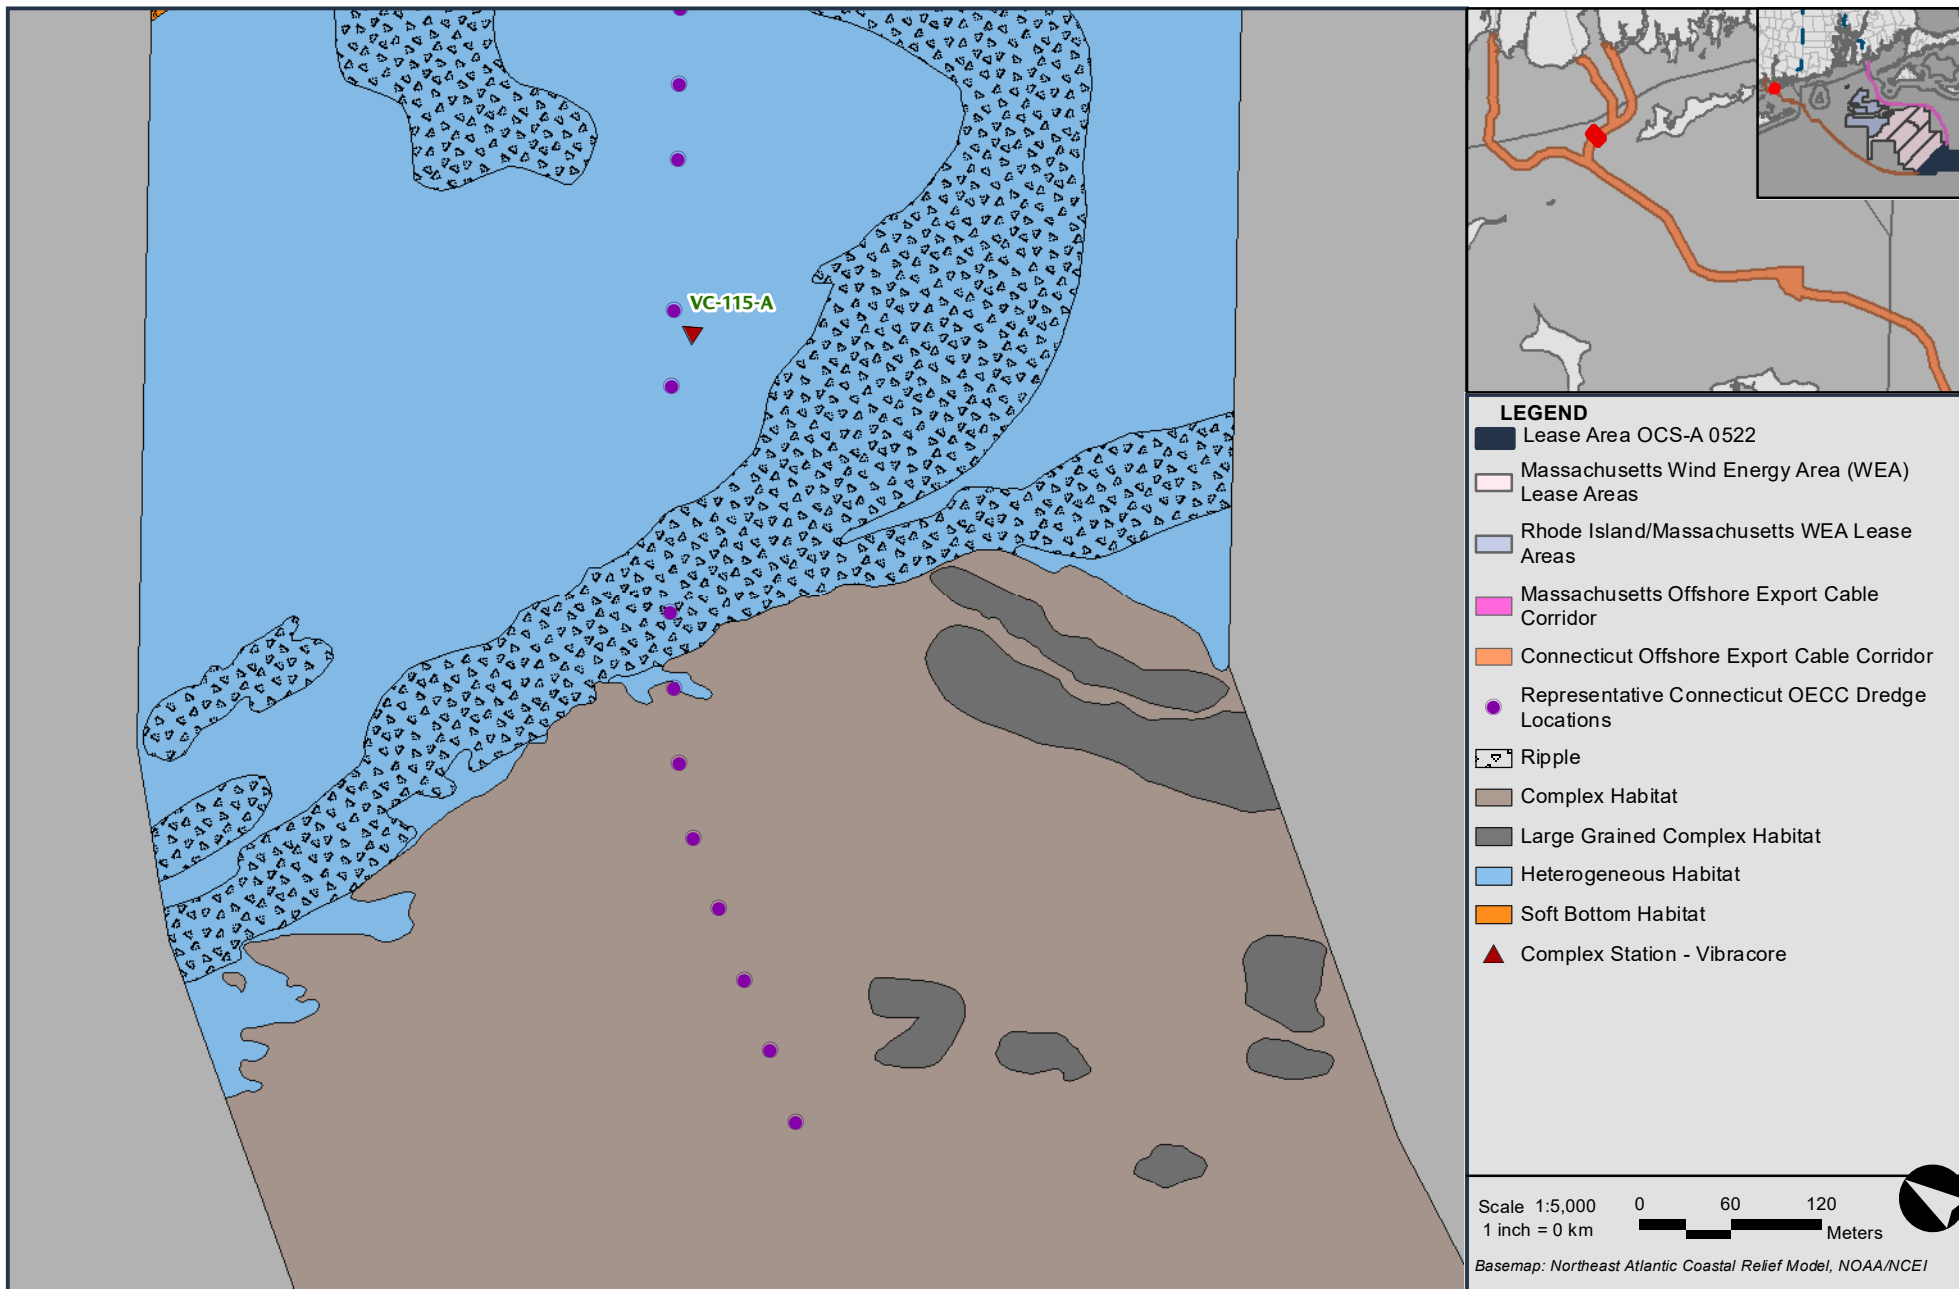 VC-115-A
LEGEND
Lease Area OCS-A 0522
Massachusetts Wind Energy Area (WEA)
Lease Areas
Rhode Island/Massachusetts WEA Lease
Areas
Massachusetts Offshore Export Cable
Corridor
Connecticut Offshore Export Cable Corridor
Representative Connecticut OECC Dredge
Locations
Ripple
Complex Habitat
Large Grained Complex Habitat
Heterogeneous Habitat
Soft Bottom Habitat
Complex Station - Vibracore
Scale 1:5,000
1 inch = 0 km
0 60 120
Meters
Basemap: Northeast Atlantic Coastal Relief Model, NOAA/NCEI